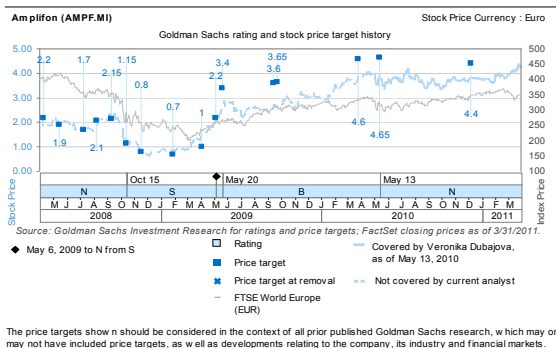 Amplifon (AMPF.MI) Stock Price Currency : Euro
Goldman Sachs rating and stock price target history
5.00 500
450
4.00 400
350
3.00 300
250
2.00 200
150
1.00
0.00 100
2.2 1.7 1.15 3.4 3.65
2.15 0.8 2.2 3.6
0.7 1
1.9 2.1 4.6 4.65 4.4
Stock Price Index Price
Oct 15 May 20 May 13
N S B N
M J J A S O N D J F M A M J J A S O N D J F M A M J J A S O N D J F M
2008 2009 2010 2011
Source: Goldman Sachs Investment Research for ratings and price targets; FactSet closing prices as of 3/31/2011.
May 6, 2009 to N from S
Rating
Price target
Price target at removal
FTSE World Europe
(EUR)
Covered by Veronika Dubajova,
as of May 13, 2010
Not covered by current analyst
The price targets show n should be considered in the context of all prior published Goldman Sachs research, w hich may or
may not have included price targets, as w ell as developments relating to the company, its industry and financial markets.